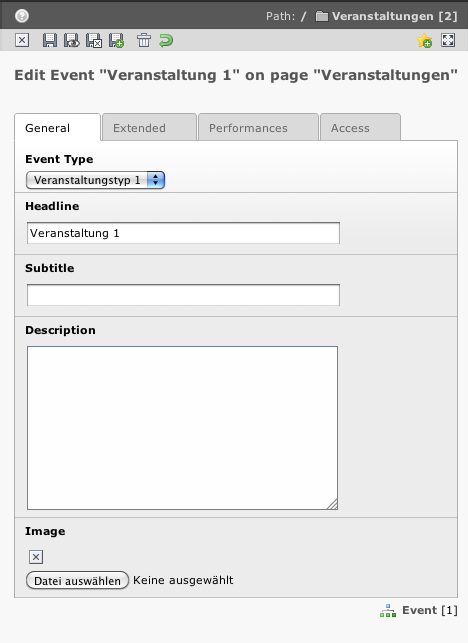 Path: / Veranstaltungen [2]
Edit Event "Veranstaltung 1" on page "Veranstaltungen"
General Extended Performances Access
Event Type
Veranstaltungstyp 1
Headline
Veranstaltung 1
Subtitle
Description
Image
Datei auswählen Keine ausgewählt
Event [1]